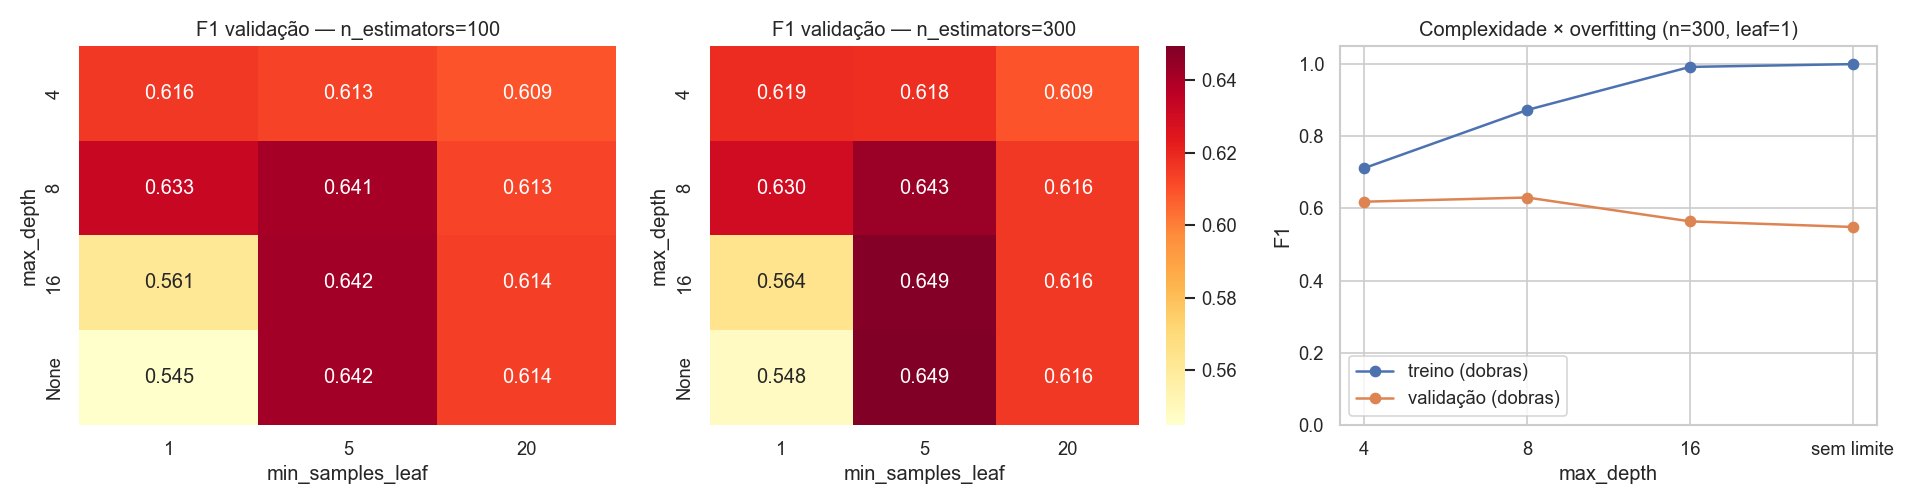 F1 validação — n_estimators=100
4
0.616 0.613 0.609
8
0.633 0.641 0.613
16
0.561 0.642 0.614
None
0.545 0.642 0.614
max_depth
1 5 20
min_samples_leaf
F1 validação — n_estimators=300
4
0.619 0.618 0.609
8
0.630 0.643 0.616
16
0.564 0.649 0.616
None
0.548 0.649 0.616
max_depth
1 5 20
min_samples_leaf
0.64
0.62
0.60
0.58
0.56
Complexidade × overfitting (n=300, leaf=1)
1.0
0.8
0.6
0.4
0.2
0.0
F1
treino (dobras)
validação (dobras)
4 8 16 sem limite
max_depth